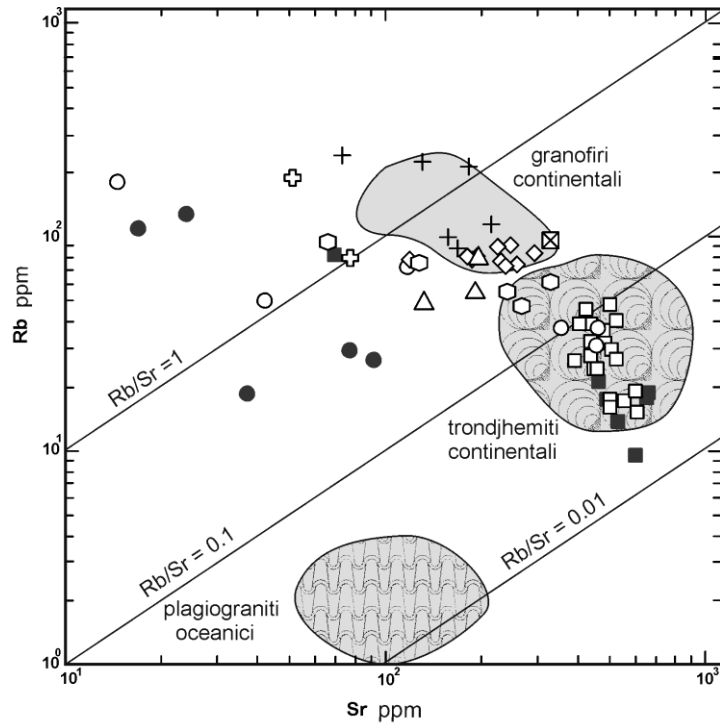 10³
granofiri
continentali
10²
Rb ppm
Rb/Sr =1
trondjhemiti
continentali
10
Rb/Sr = 0.1
Rb/Sr = 0.01
plagiograniti
oceanici
10⁰
10¹
10²
10³
Sr ppm